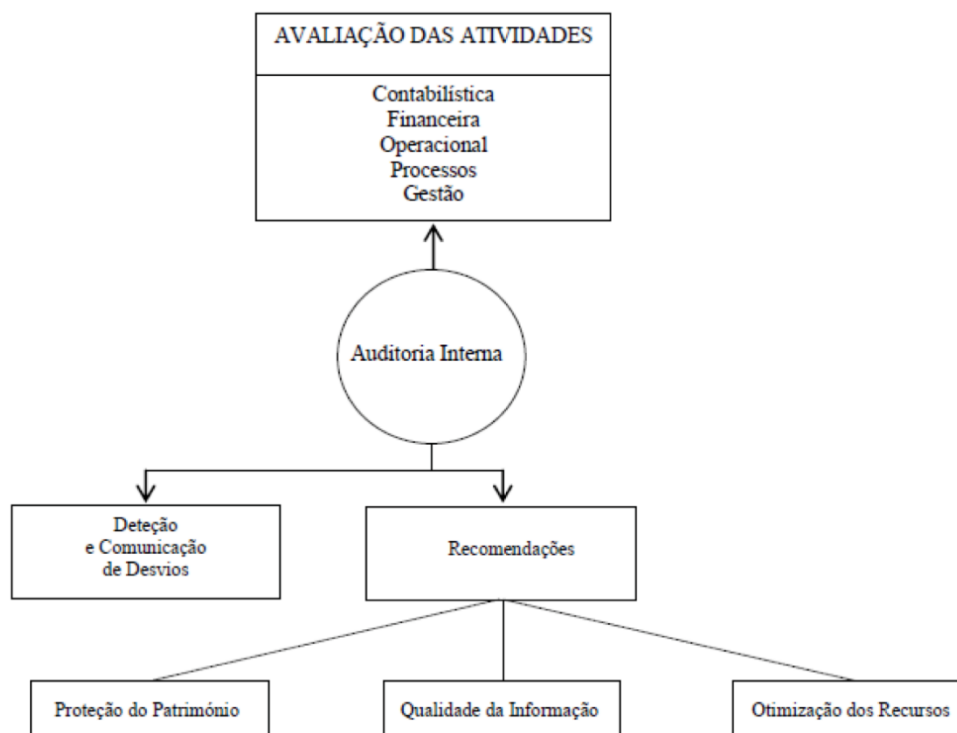 AVALIAÇÃO DAS ATIVIDADES
Contabilística
Financeira
Operacional
Processos
Gestão
Auditoria Interna
Deteção
e Comunicação
de Desvios
Recomendações
Proteção do Património
Qualidade da Informação
Otimização dos Recursos